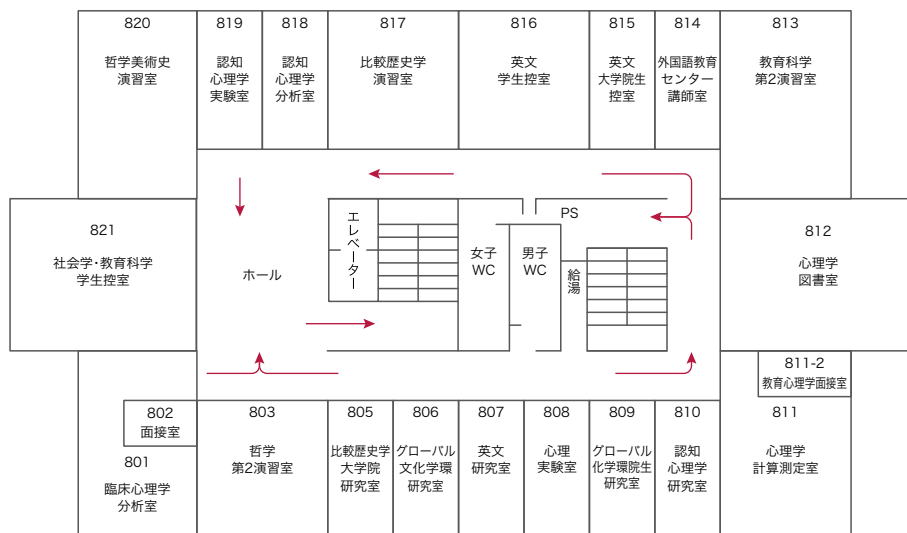 820
哲学美術史
演習室
819
認知
心理学
実験室
818
認知
心理学
分析室
817
比較歴史学
演習室
816
英文
学生控室
815
英文
大学院生
控室
814
外国語教育
センター
講師室
813
教育科学
第2演習室
821
社会学・教育科学
学生控室
ホール
エレベーター
女子
WC
男子
WC
PS
給湯
812
心理学
図書室
811-2
教育心理学面接室
802
面接室
801
臨床心理学
分析室
803
哲学
第2演習室
805
比較歴史学
大学院
研究室
806
グローバル
文化学環
研究室
807
英文
研究室
808
心理
実験室
809
グローバル
化学環院生
研究室
810
認知
心理学
研究室
811
心理学
計算測定室